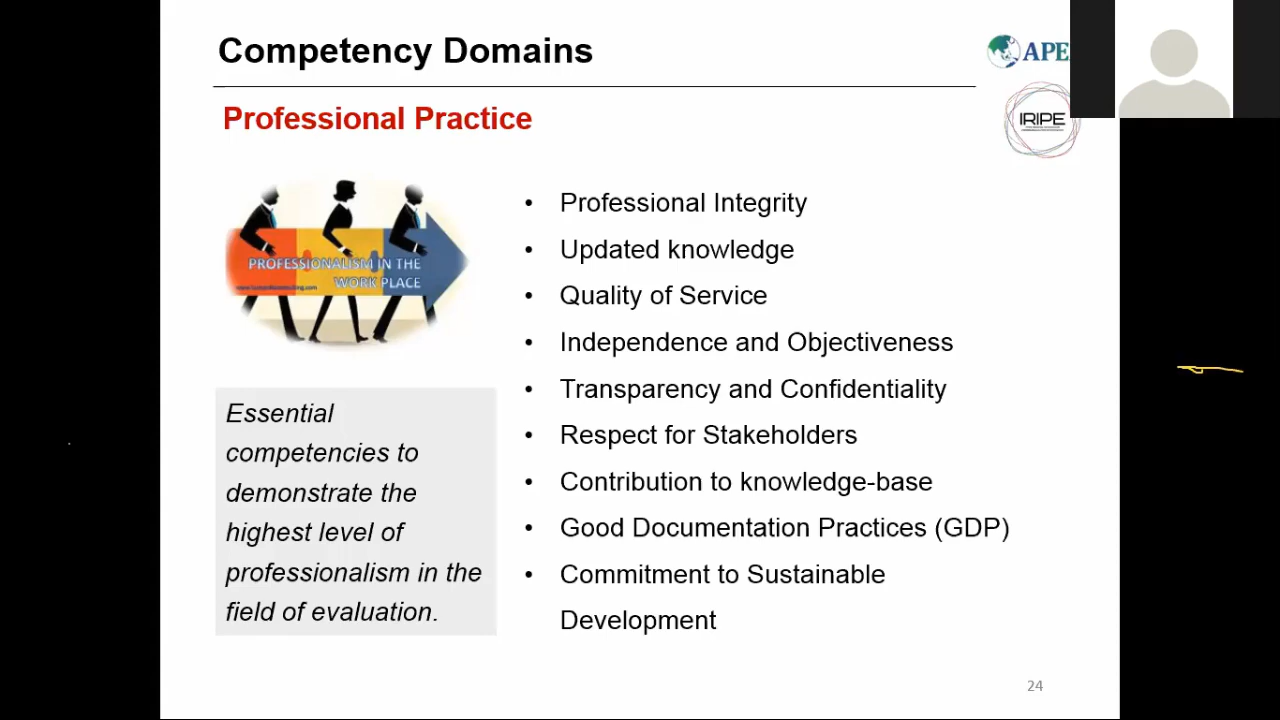 Competency Domains
APE
Professional Practice
IRIPE
PROFESSIONALISM IN THE
WORK PLACE
• Professional Integrity
• Updated knowledge
• Quality of Service
• Independence and Objectiveness
• Transparency and Confidentiality
• Respect for Stakeholders
• Contribution to knowledge-base
• Good Documentation Practices (GDP)
• Commitment to Sustainable
Development
Essential
competencies to
demonstrate the
highest level of
professionalism in the
field of evaluation.
24